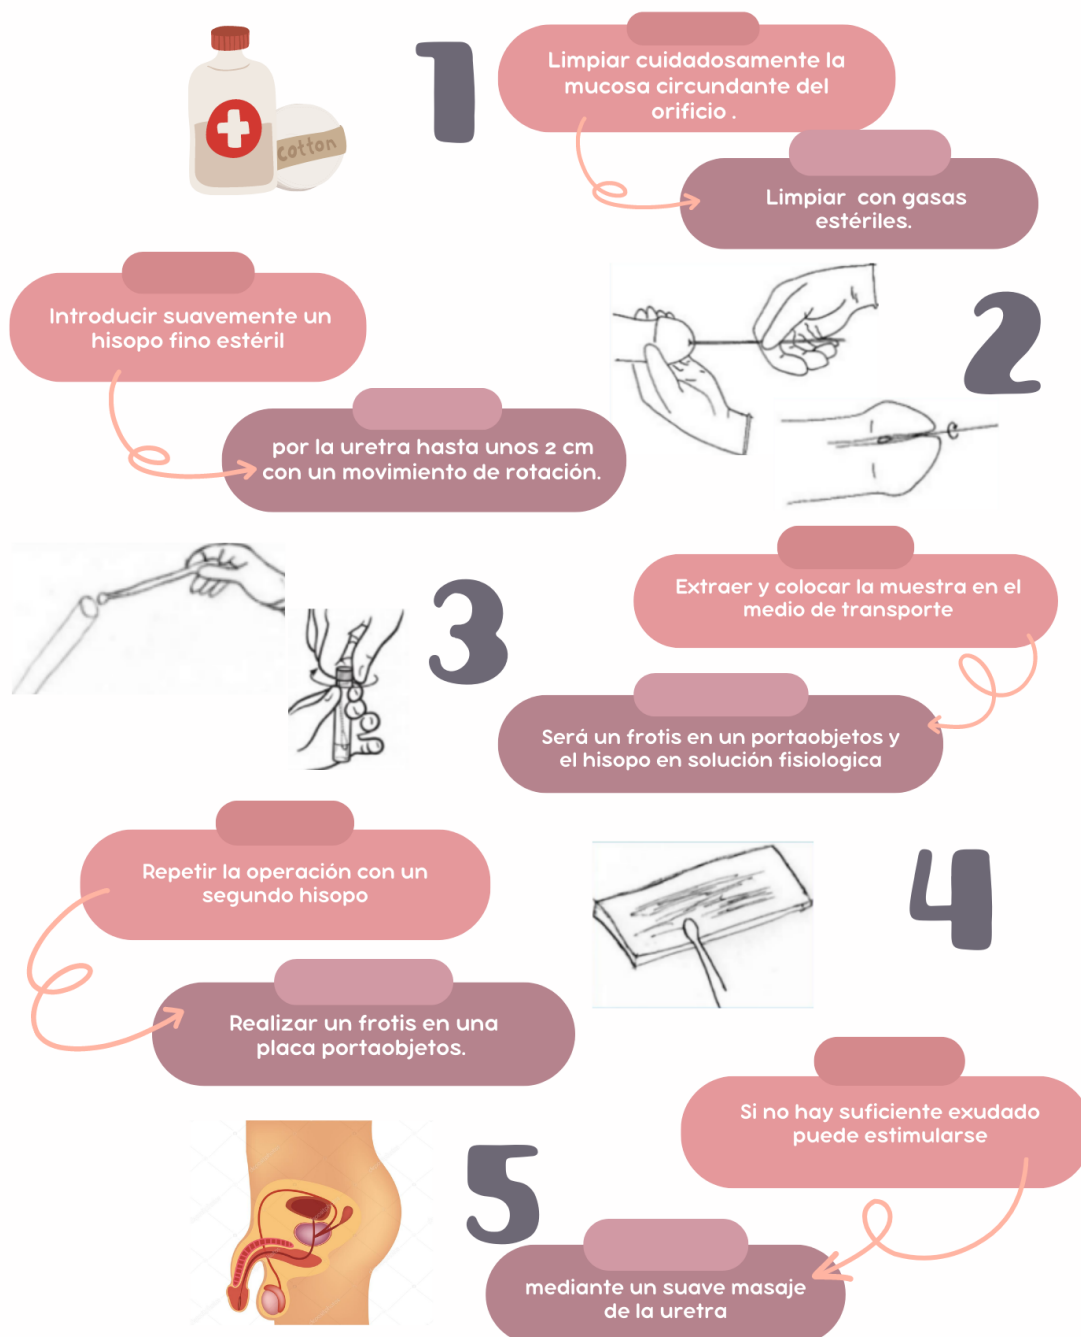 1
Limpiar cuidadosamente la
mucosa circundante del
orificio .
cotton
Limpiar con gasas
estériles.
2
Introducir suavemente un
hisopo fino estéril
por la uretra hasta unos 2 cm
con un movimiento de rotación.
3
Extraer y colocar la muestra en el
medio de transporte
Será un frotis en un portaobjetos y
el hisopo en solución fisiologica
4
Repetir la operación con un
segundo hisopo
Realizar un frotis en una
placa portaobjetos.
5
Si no hay suficiente exudado
puede estimularse
mediante un suave masaje
de la uretra